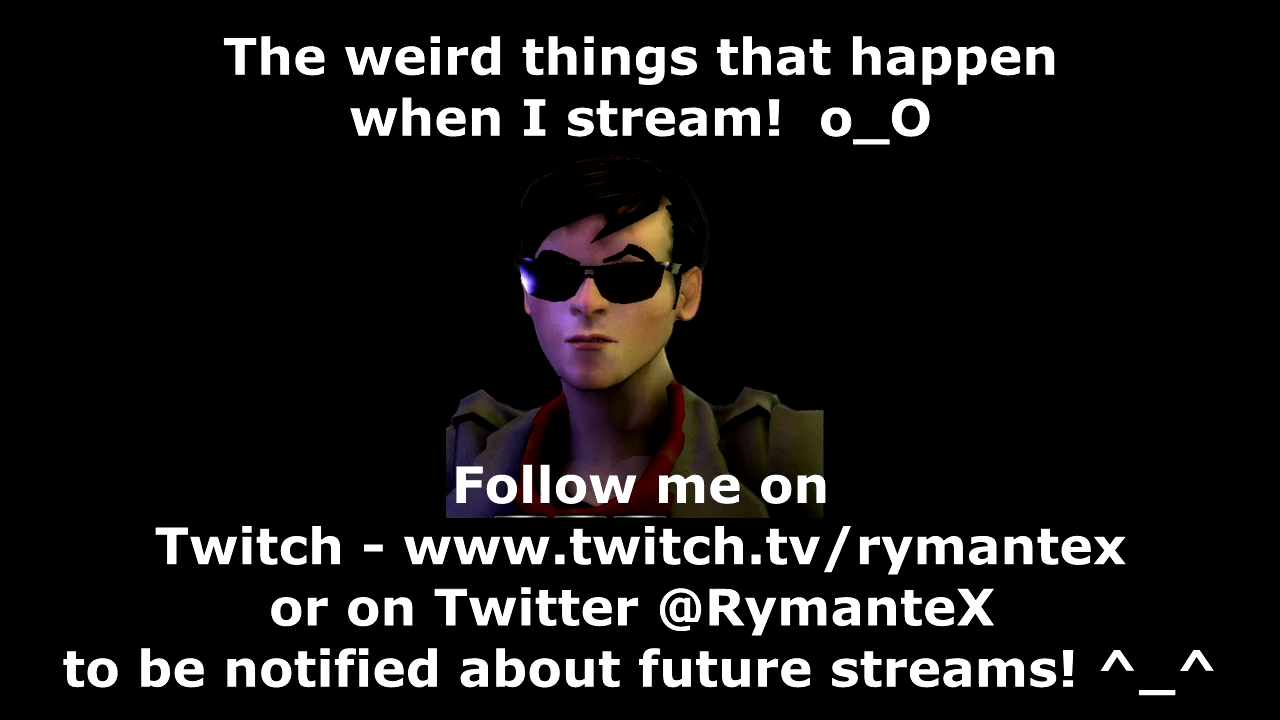 The weird things that happen
when I stream!  o_O
Follow me on
Twitch - www.twitch.tv/rymantex
or on Twitter @RymanteX
to be notified about future streams! ^_^